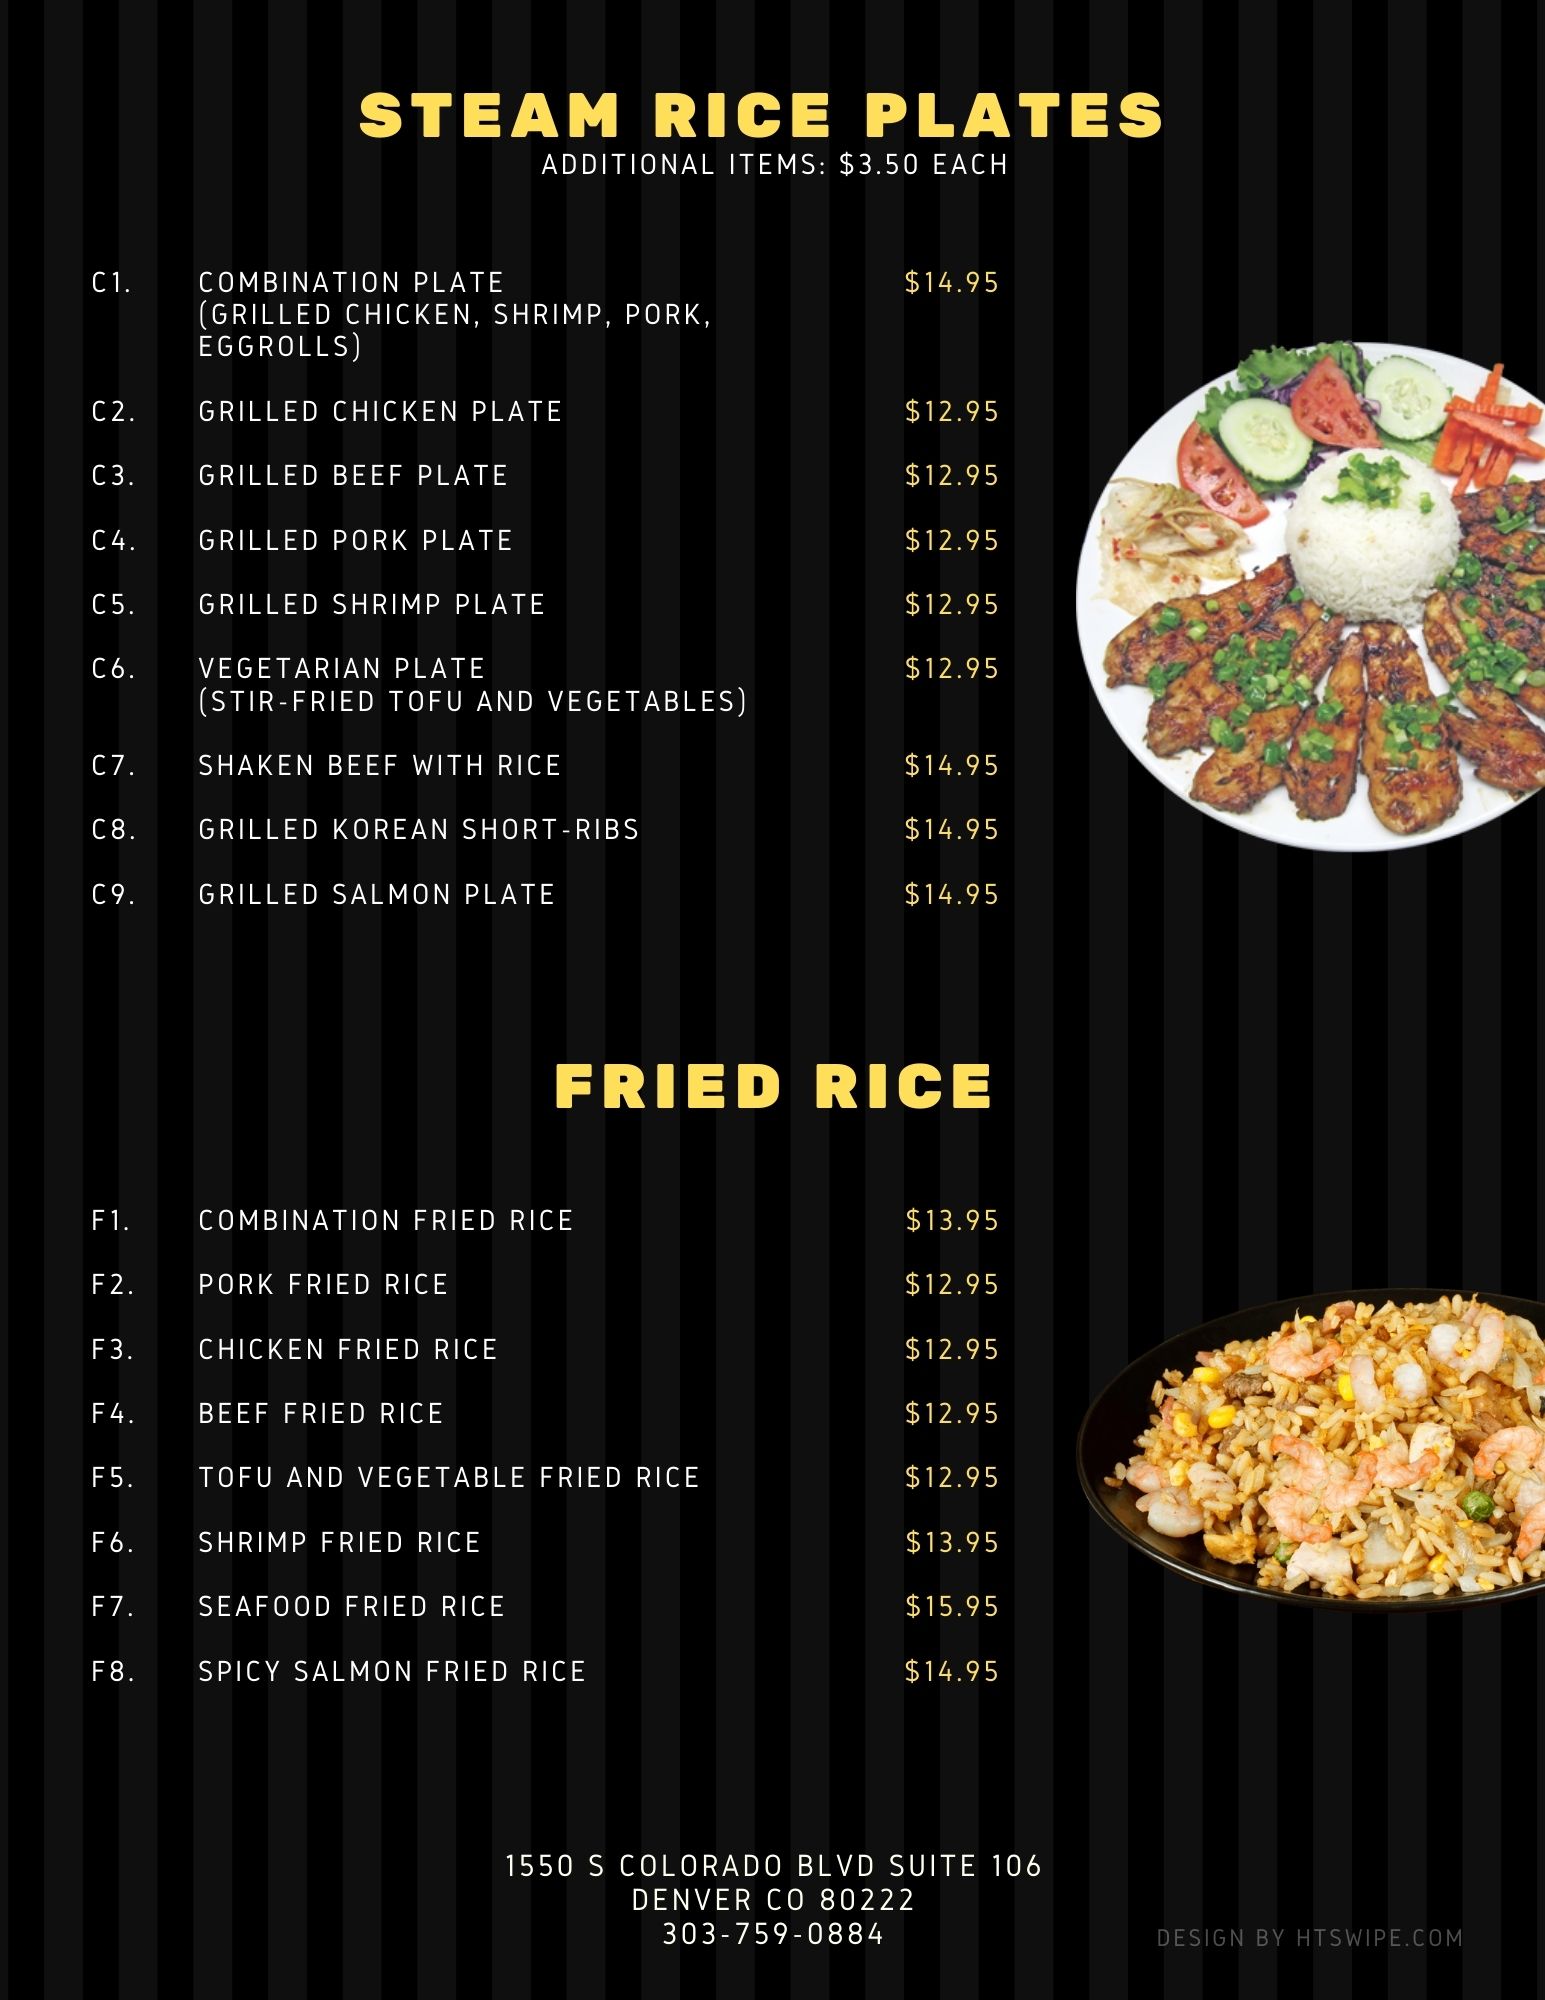 STEAM RICE PLATES
ADDITIONAL ITEMS: $3.50 EACH
C1. COMBINATION PLATE $14.95
(GRILLED CHICKEN, SHRIMP, PORK,
EGGROLLS)
C2. GRILLED CHICKEN PLATE $12.95
C3. GRILLED BEEF PLATE $12.95
C4. GRILLED PORK PLATE $12.95
C5. GRILLED SHRIMP PLATE $12.95
C6. VEGETARIAN PLATE $12.95
(STIR-FRIED TOFU AND VEGETABLES)
C7. SHAKEN BEEF WITH RICE $14.95
C8. GRILLED KOREAN SHORT-RIBS $14.95
C9. GRILLED SALMON PLATE $14.95
FRIED RICE
F1. COMBINATION FRIED RICE $13.95
F2. PORK FRIED RICE $12.95
F3. CHICKEN FRIED RICE $12.95
F4. BEEF FRIED RICE $12.95
F5. TOFU AND VEGETABLE FRIED RICE $12.95
F6. SHRIMP FRIED RICE $13.95
F7. SEAFOOD FRIED RICE $15.95
F8. SPICY SALMON FRIED RICE $14.95
1550 S COLORADO BLVD SUITE 106
DENVER CO 80222
303-759-0884
DESIGN BY HTSWIPE.COM